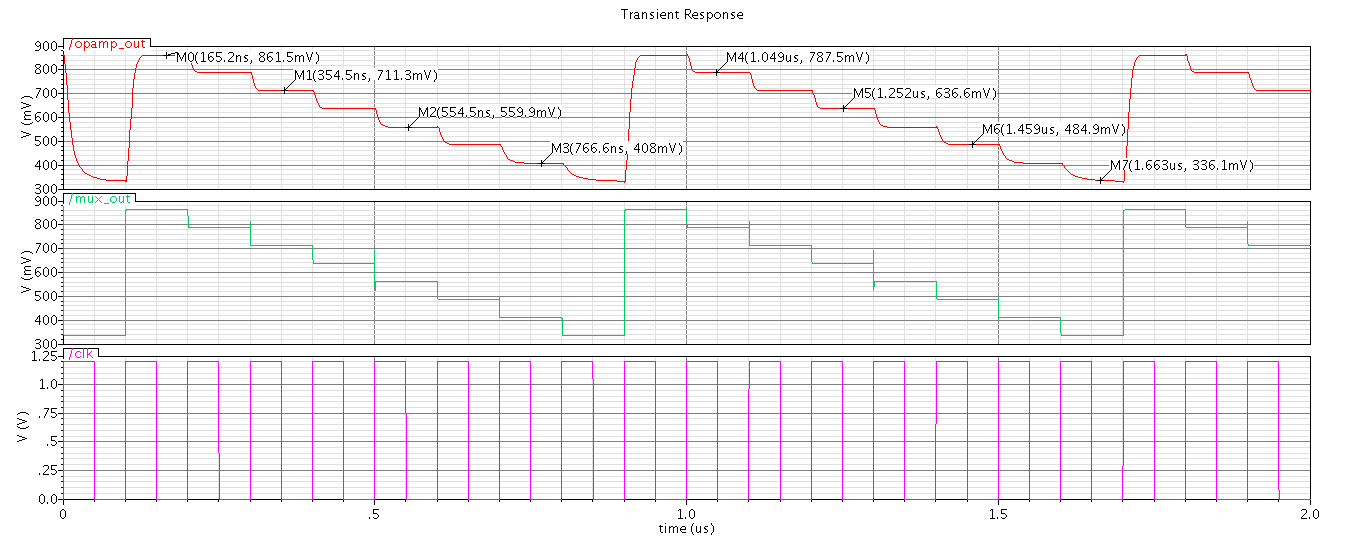 Transient Response
/opamp_out
900
800
700
600
500
400
300
V (mV)
M0(165.2ns, 861.5mV)
M1(354.5ns, 711.3mV)
M2(554.5ns, 559.9mV)
M3(766.6ns, 408mV)
M4(1.049us, 787.5mV)
M5(1.252us, 636.6mV)
M6(1.459us, 484.9mV)
M7(1.663us, 336.1mV)
/mux_out
900
800
700
600
500
400
300
V (mV)
/clk
1.25
1.0
.75
.5
.25
0.0
V (V)
0
.5
1.0
1.5
2.0
time (us)